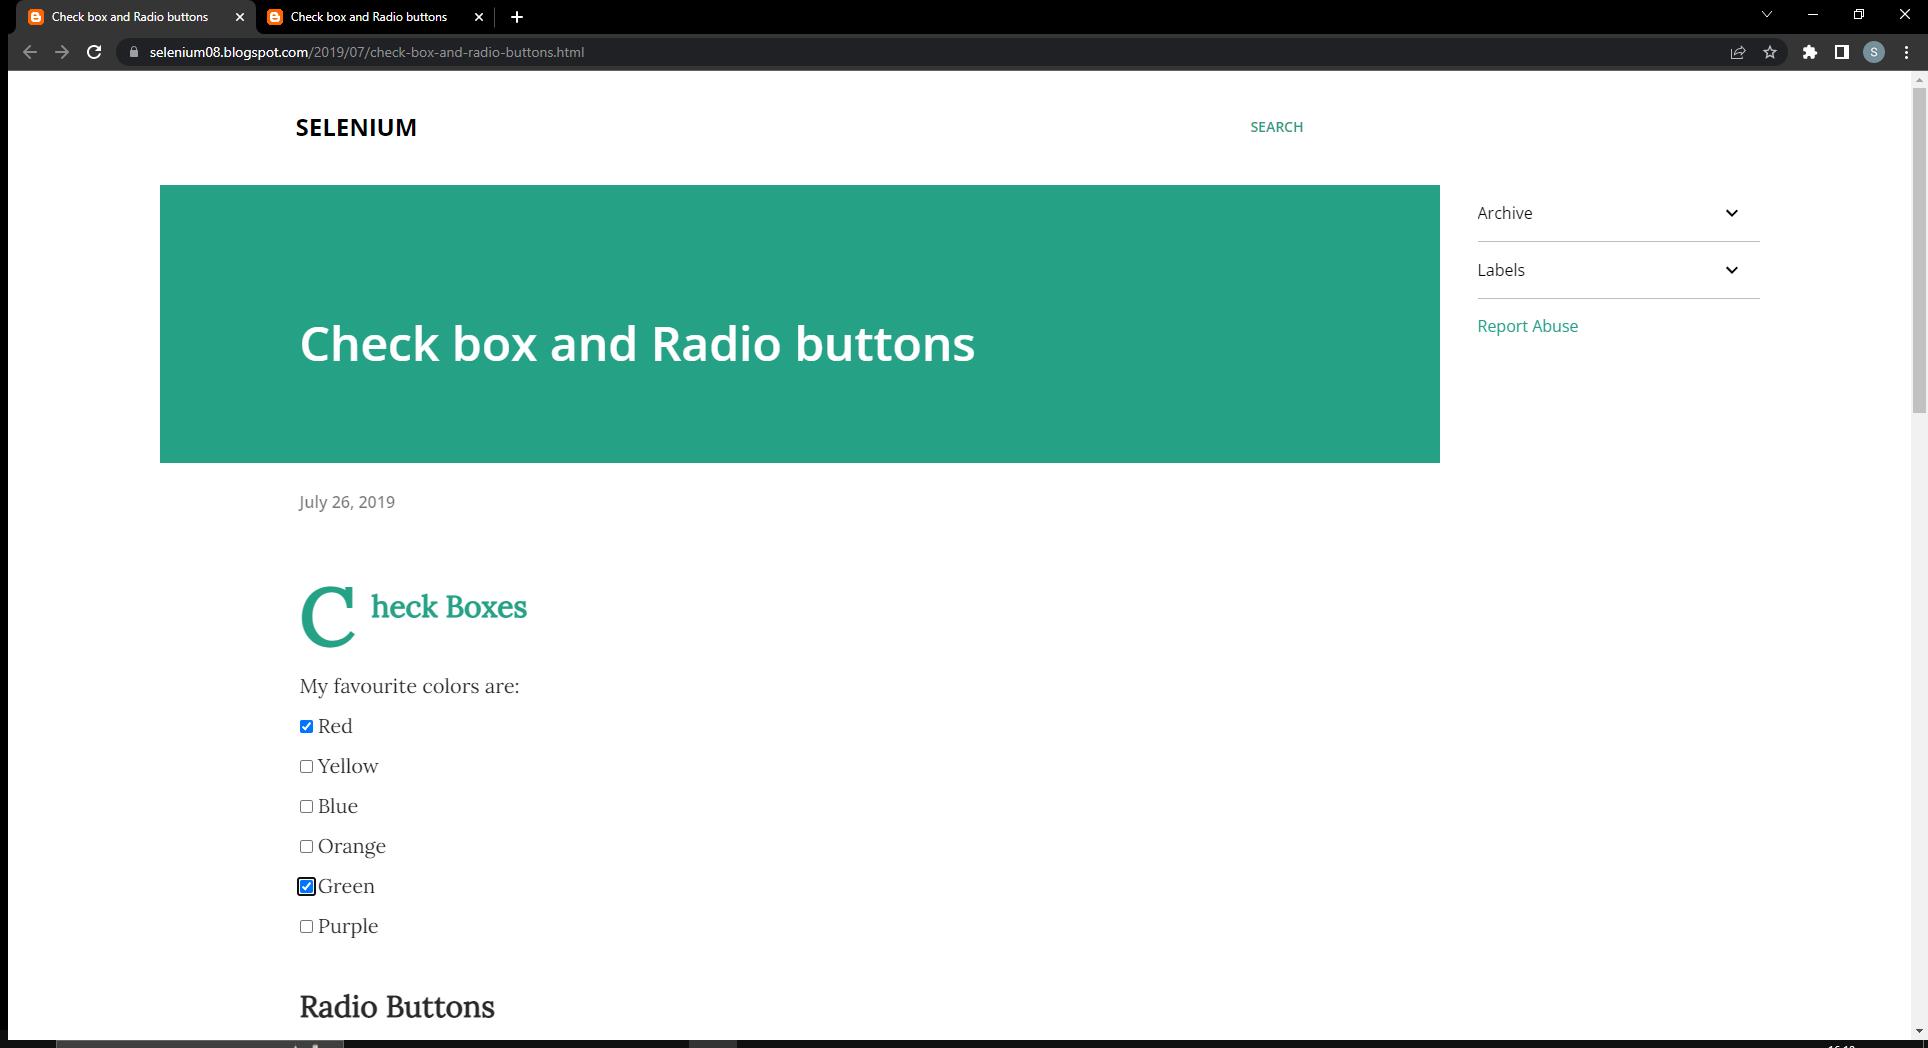 Check box and Radio buttons
Check box and Radio buttons
selenium08.blogspot.com/2019/07/check-box-and-radio-buttons.html
S
SELENIUM
SEARCH
Archive
Labels
Report Abuse
Check box and Radio buttons
July 26, 2019
Check Boxes
My favourite colors are:
Red
Yellow
Blue
Orange
Green
Purple
Radio Buttons